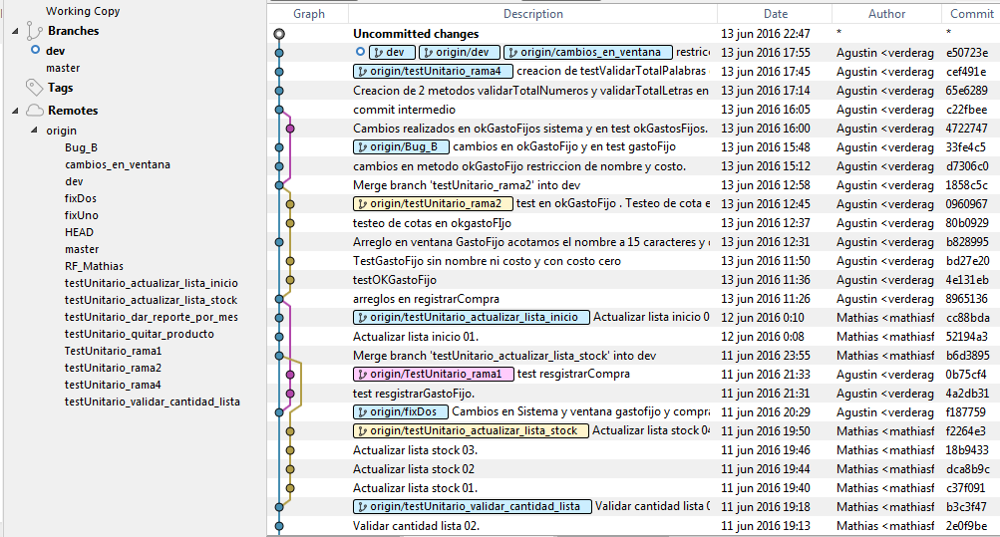 Working Copy
Branches
dev
master
Tags
Remotes
origin
Bug_B
cambios_en_ventana
dev
fixDos
fixUno
HEAD
master
RF_Mathias
testUnitario_actualizar_lista_inicio
testUnitario_actualizar_lista_stock
testUnitario_dar_reporte_por_mes
testUnitario_quitar_producto
TestUnitario_rama1
testUnitario_rama2
testUnitario_rama4
testUnitario_validar_cantidad_lista
Graph Description Date Author Commit
Uncommitted changes 13 jun 2016 22:47 * *
dev origin/dev origin/cambios_en_ventana restricc 13 jun 2016 17:55 Agustin <verderag e50723e
origin/testUnitario_rama4 creacion de testValidarTotalPalabras 13 jun 2016 17:45 Agustin <verderag cef491e
Creacion de 2 metodos validarTotalNumeros y validarTotalLetras en 13 jun 2016 17:14 Agustin <verderag 65e6289
commit intermedio 13 jun 2016 16:05 Agustin <verderag c22fbee
Cambios realizados en okGastoFijos sistema y en test okGastosFijos. 13 jun 2016 16:00 Agustin <verderag 4722747
origin/Bug_B cambios en okGastoFijo y en test gastoFijo 13 jun 2016 15:48 Agustin <verderag 33fe4c5
cambios en metodo okGastoFijo restriccion de nombre y costo. 13 jun 2016 15:12 Agustin <verderag d7306c0
Merge branch 'testUnitario_rama2' into dev 13 jun 2016 12:58 Agustin <verderag 1858c5c
origin/testUnitario_rama2 test en okGastoFijo . Testeo de cota e 13 jun 2016 12:45 Agustin <verderag 0960967
testeo de cotas en okgastoFIjo 13 jun 2016 12:37 Agustin <verderag 80b0929
Arreglo en ventana GastoFijo acotamos el nombre a 15 caracteres y c 13 jun 2016 12:31 Agustin <verderag b828995
TestGastoFijo sin nombre ni costo y con costo cero 13 jun 2016 11:50 Agustin <verderag bd27e20
testOKGastoFijo 13 jun 2016 11:36 Agustin <verderag 4e131eb
arreglos en registrarCompra 13 jun 2016 11:26 Agustin <verderag 8965136
origin/testUnitario_actualizar_lista_inicio Actualizar lista inicio 0 12 jun 2016 0:10 Mathias <mathiasf cc88bda
Actualizar lista inicio 01. 12 jun 2016 0:08 Mathias <mathiasf 52194a3
Merge branch 'testUnitario_actualizar_lista_stock' into dev 11 jun 2016 23:55 Mathias <mathiasf b6d3895
origin/TestUnitario_rama1 test resgistrarCompra 11 jun 2016 21:33 Agustin <verderag 0b75cf4
test resgistrarGastoFijo. 11 jun 2016 21:31 Agustin <verderag 4a2db31
origin/fixDos Cambios en Sistema y ventana gastofijo y compra 11 jun 2016 20:29 Agustin <verderag f187759
origin/testUnitario_actualizar_lista_stock Actualizar lista stock 04 11 jun 2016 19:50 Mathias <mathiasf f2264e3
Actualizar lista stock 03. 11 jun 2016 19:46 Mathias <mathiasf 18b9433
Actualizar lista stock 02 11 jun 2016 19:44 Mathias <mathiasf dca8b9c
Actualizar lista stock 01. 11 jun 2016 19:40 Mathias <mathiasf c37f091
origin/testUnitario_validar_cantidad_lista Validar cantidad lista 0 11 jun 2016 19:18 Mathias <mathiasf b3c3f47
Validar cantidad lista 02. 11 jun 2016 19:13 Mathias <mathiasf 2e0f9be